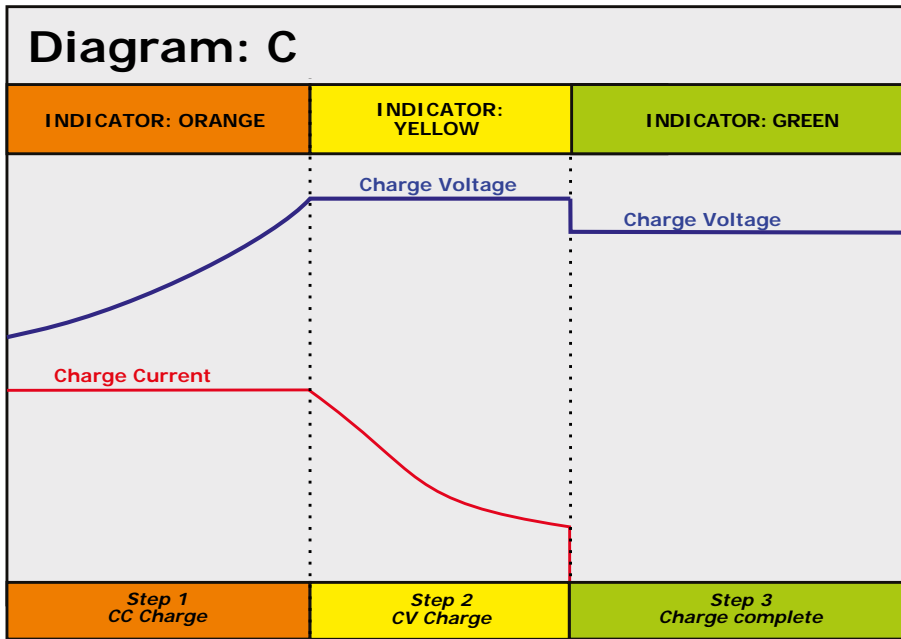 Diagram: C
INDICATOR: ORANGE
INDICATOR:
YELLOW
INDICATOR: GREEN
Charge Voltage
Charge Voltage
Charge Current
Step 1
CC Charge
Step 2
CV Charge
Step 3
Charge complete